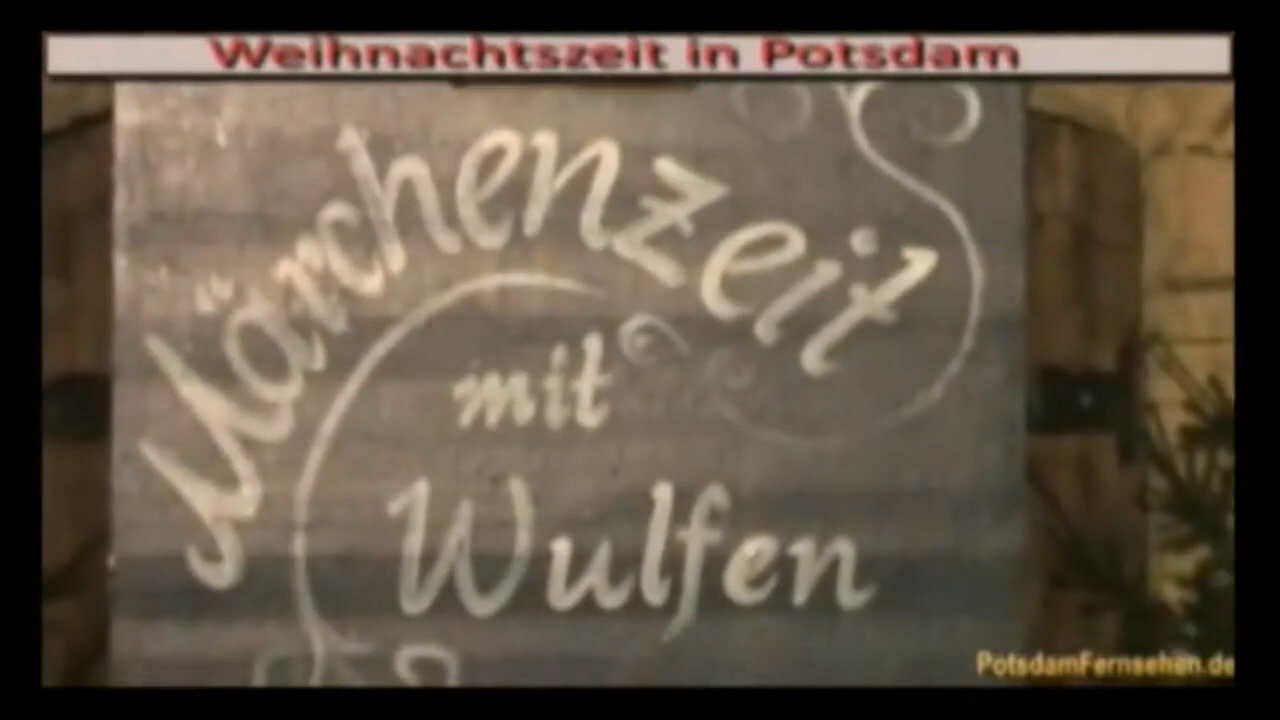 Weihnachtszeit in Potsdam
Märchenzeit
mit
Wulfen
PotsdamFernsehen.de